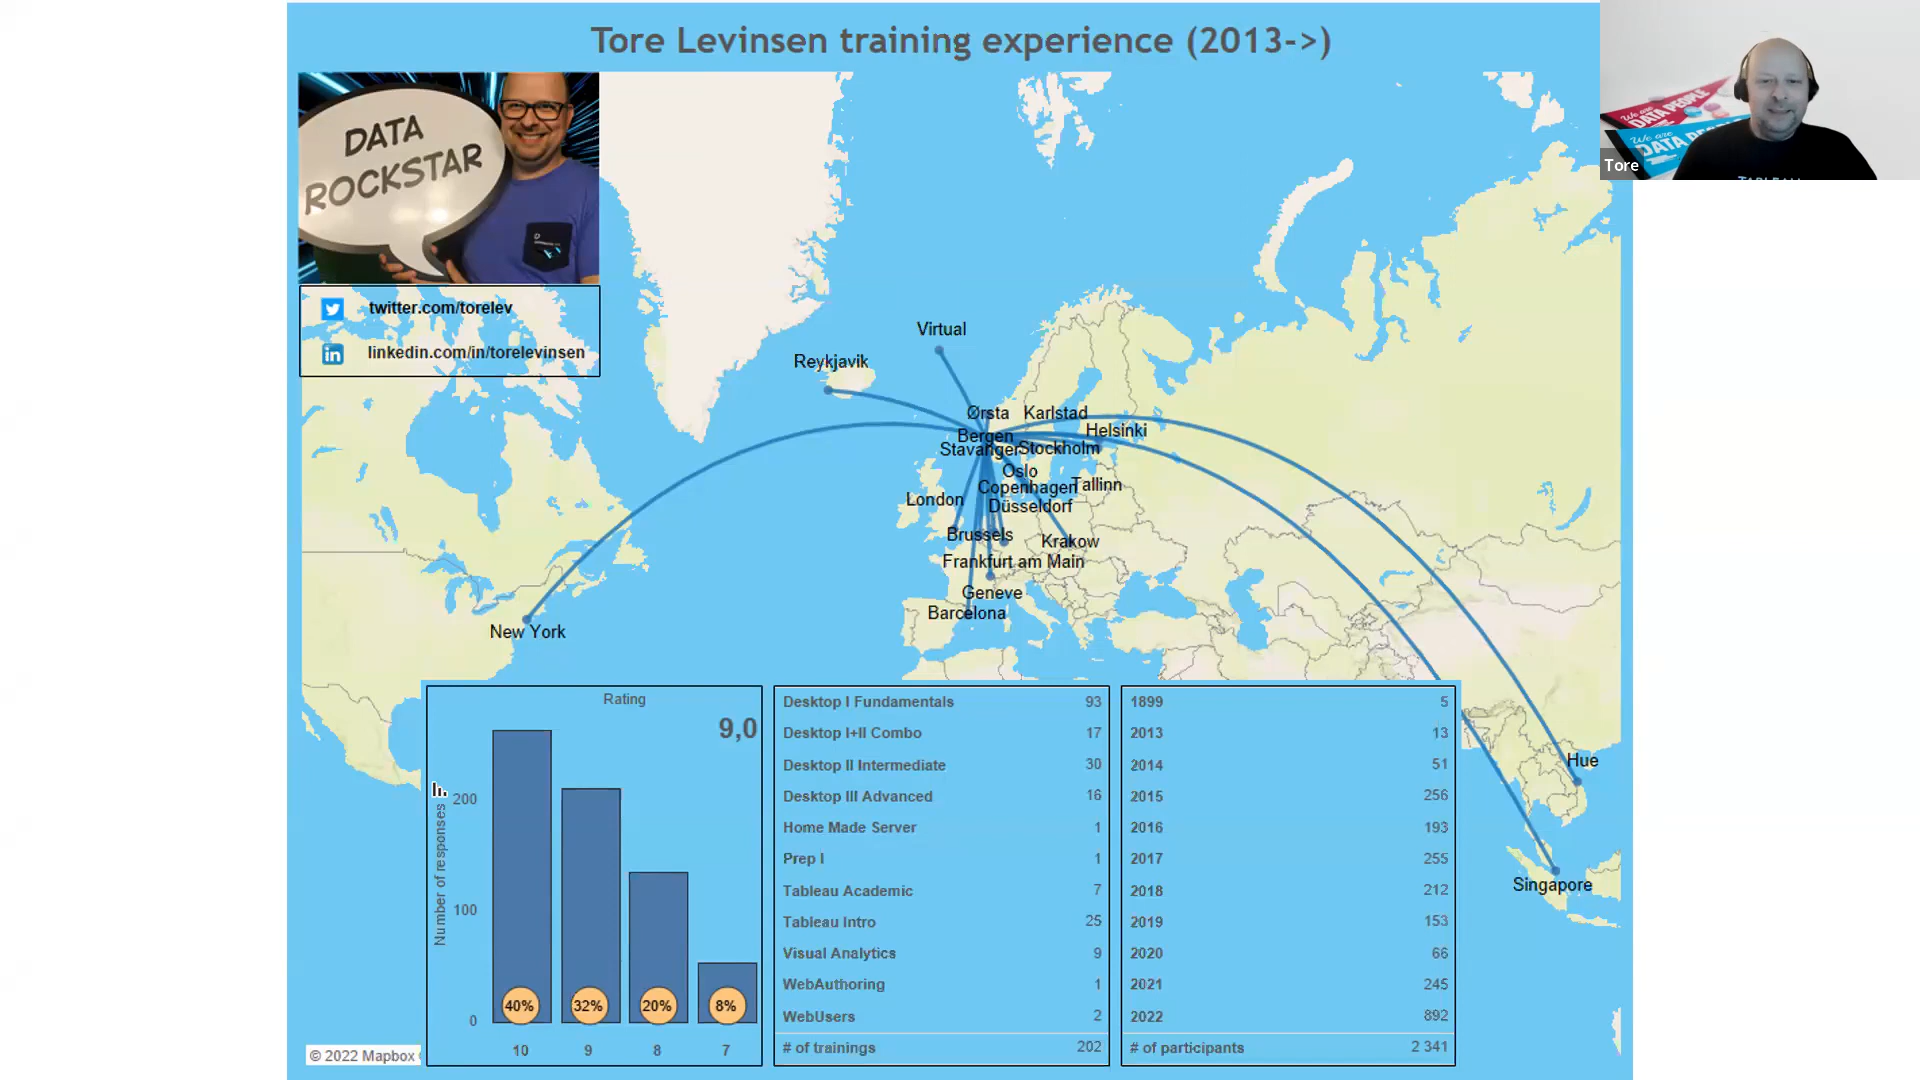 Tore Levinsen training experience (2013->)
DATA
ROCKSTAR
We are
DATA PEOPLE
We are
Tore
twitter.com/torelev
linkedin.com/in/torelevinsen
Virtual
Reykjavik
Ørsta
Karlstad
Bergen
Helsinki
Stavanger
Stockholm
Oslo
Copenhagen
Tallinn
London
Düsseldorf
Brussels
Krakow
Frankfurt am Main
Geneve
Barcelona
New York
Hue
Singapore
Rating
9,0
Number of responses
200
100
0
40%
32%
20%
8%
10
9
8
7
Desktop I Fundamentals 93
Desktop I+II Combo 17
Desktop II Intermediate 30
Desktop III Advanced 16
Home Made Server 1
Prep I 1
Tableau Academic 7
Tableau Intro 25
Visual Analytics 9
WebAuthoring 1
WebUsers 2
# of trainings 202
1899 5
2013 13
2014 51
2015 256
2016 193
2017 255
2018 212
2019 153
2020 66
2021 245
2022 892
# of participants 2 341
© 2022 Mapbox